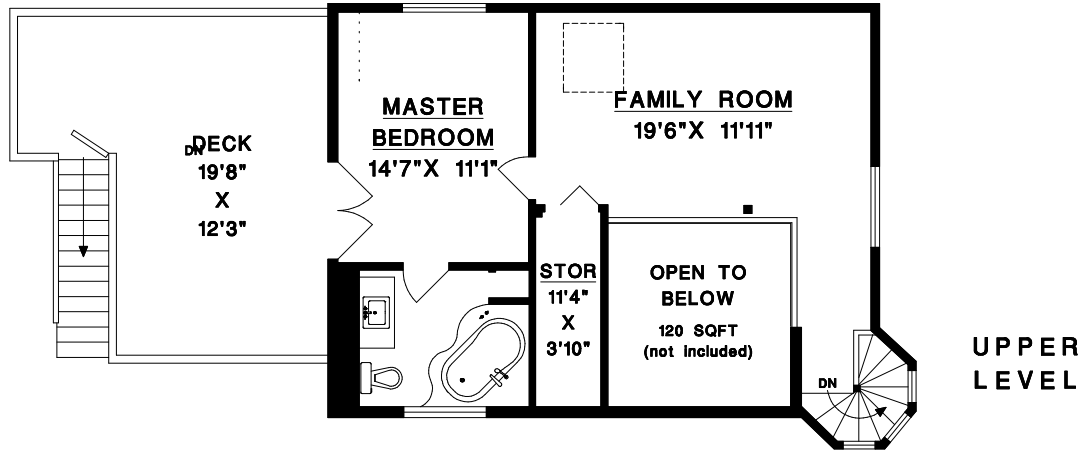 DECK
DN
19'8"
X
12'3"
MASTER
BEDROOM
14'7"X 11'1"
FAMILY ROOM
19'6"X 11'11"
STOR
11'4"
X
3'10"
OPEN TO
BELOW
120 SQFT
(not included)
DN
UPPER
LEVEL